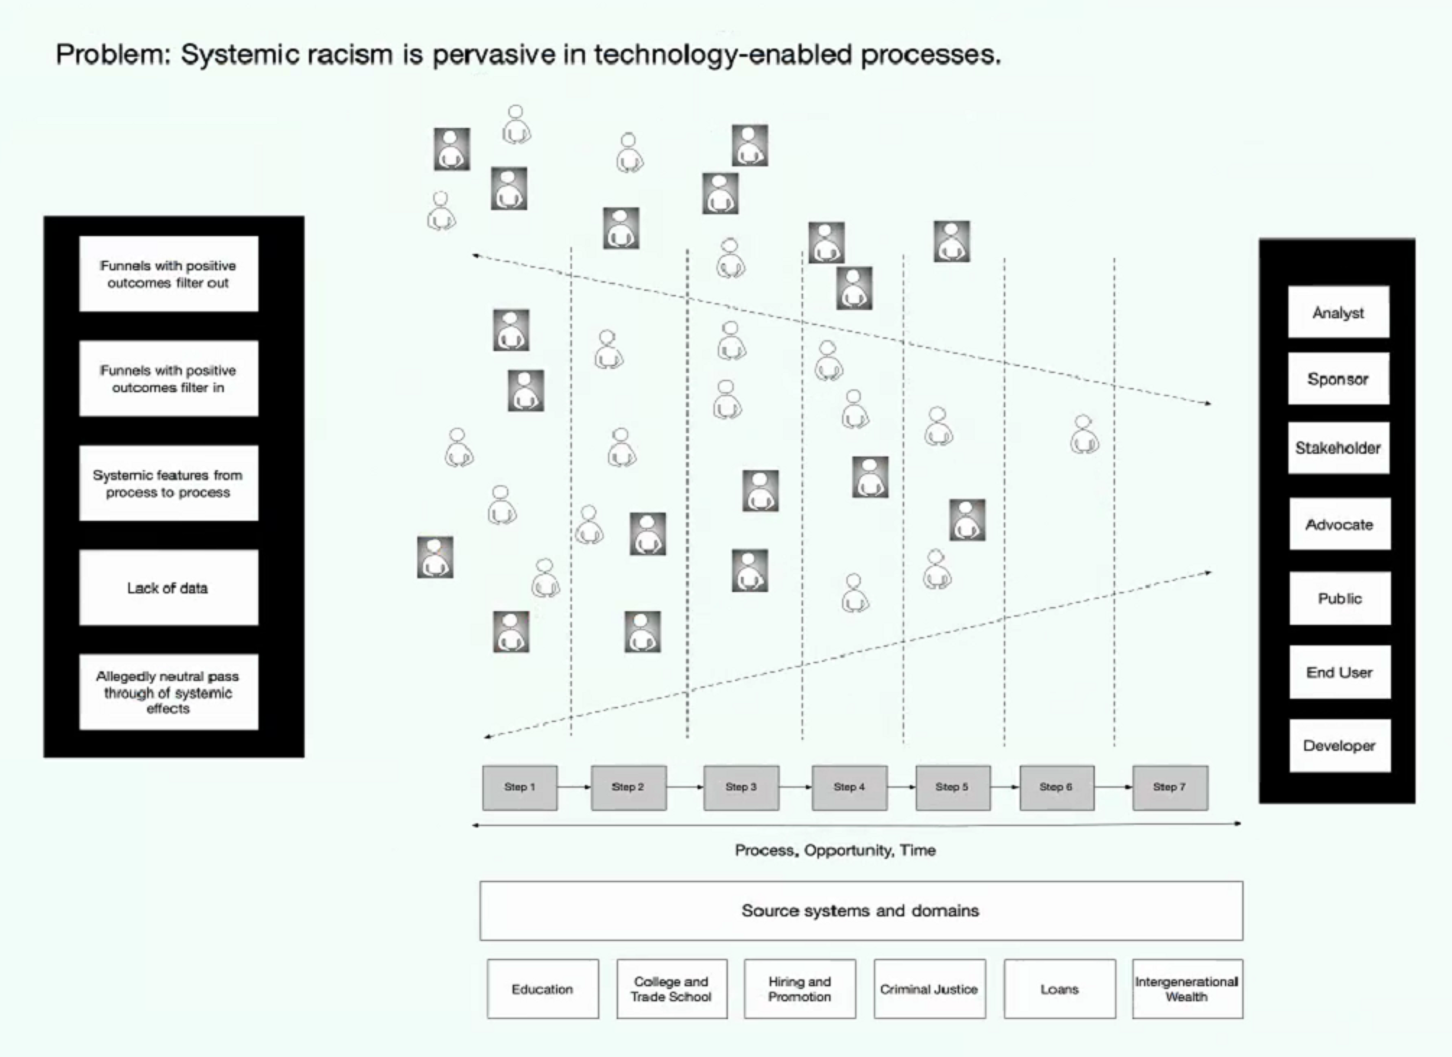 Problem: Systemic racism is pervasive in technology-enabled processes.
Funnels with positive
outcomes filter out
Funnels with positive
outcomes filter in
Systemic features from
process to process
Lack of data
Allegedly neutral pass
through of systemic
effects
Analyst
Sponsor
Stakeholder
Advocate
Public
End User
Developer
Step 1
Step 2
Step 3
Step 4
Step 5
Step 6
Step 7
Process, Opportunity, Time
Source systems and domains
Education
College and
Trade School
Hiring and
Promotion
Criminal Justice
Loans
Intergenerational
Wealth